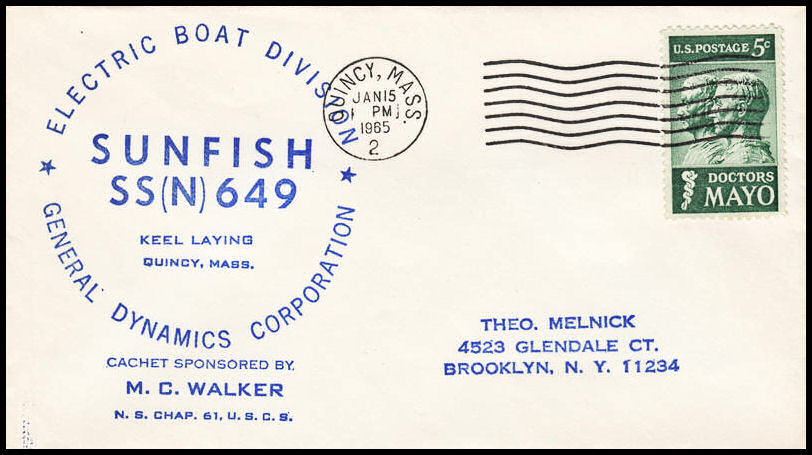 ELECTRIC BOAT DIVISION
SUNFISH
SS(N) 649
KEEL LAYING
QUINCY, MASS.
GENERAL DYNAMICS CORPORATION
CACHET SPONSORED BY
M. C. WALKER
N. S. CHAP. 61, U. S. C. S.
QUINCY, MASS.
JAN 15
PM
1965
2
U.S. POSTAGE 5c
DOCTORS
MAYO
THEO. MELNICK
4523 GLENDALE CT.
BROOKLYN, N. Y. 11234